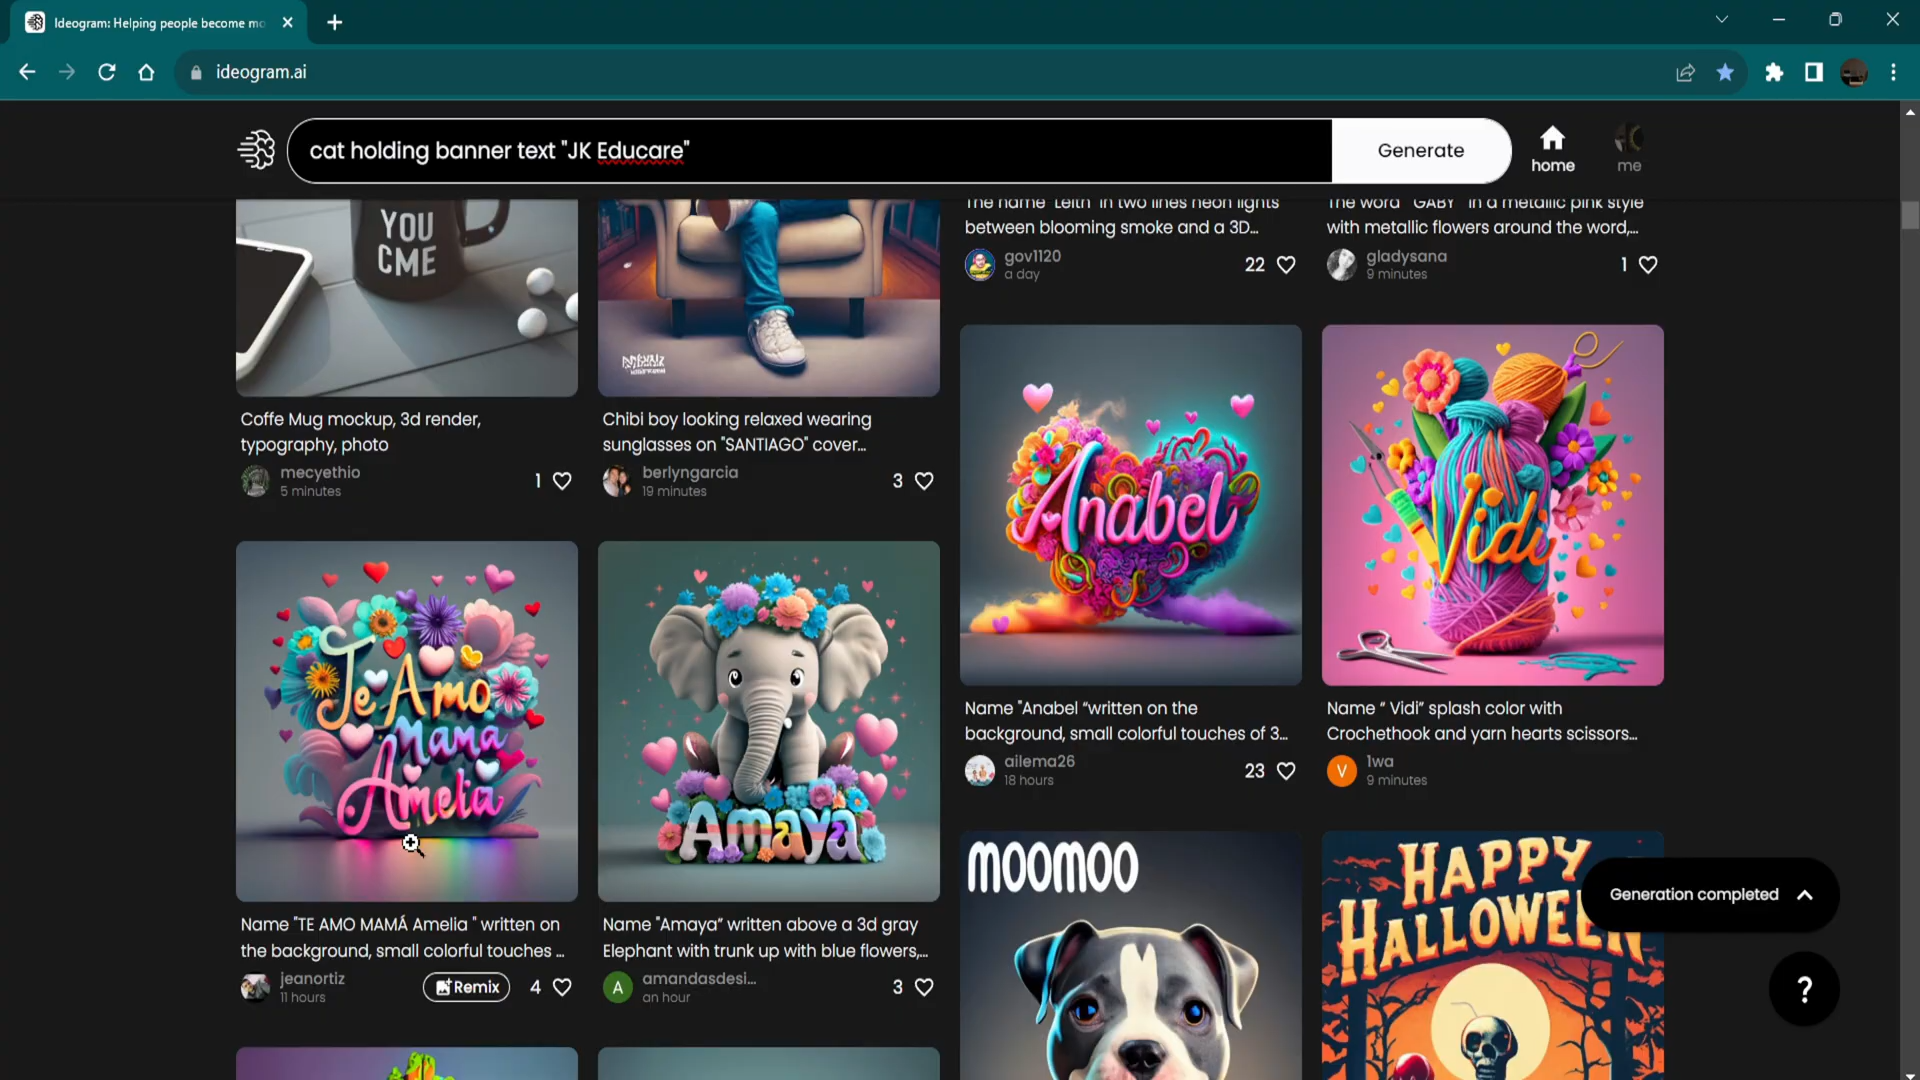 Ideogram: Helping people become mo
ideogram.ai
cat holding banner text "JK Educare"
Generate
home
me
YOU
CME
Coffe Mug mockup, 3d render,
typography, photo
mecyethio
5 minutes
1
Chibi boy looking relaxed wearing
sunglasses on "SANTIAGO" cover...
berlyngarcia
19 minutes
3
The name "Leith" in two lines neon lights
between blooming smoke and a 3D...
gov1120
a day
22
The word "GABY" in a metallic pink style
with metallic flowers around the word,...
gladysana
9 minutes
1
Te Amo
Mama
Amelia
Name "TE AMO MAMÁ Amelia " written on
the background, small colorful touches ...
jeanortiz
11 hours
Remix
4
Amaya
Name "Amaya” written above a 3d gray
Elephant with trunk up with blue flowers,...
A
amandasdesi...
an hour
3
Anabel
Name "Anabel “written on the
background, small colorful touches of 3...
ailema26
18 hours
23
Vidi
Name “ Vidi” splash color with
Crochethook and yarn hearts scissors...
V
1wa
9 minutes
MOOMOO
HAPPY
HALLOWEEN
Generation completed
?